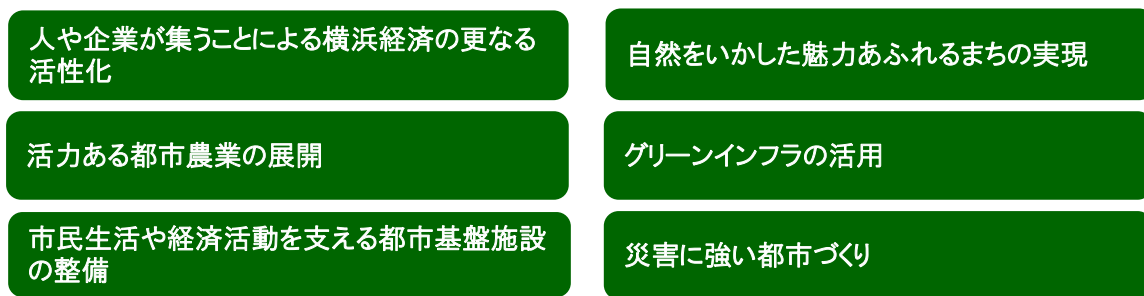 人や企業が集うことによる横浜経済の更なる
活性化
自然をいかした魅力あふれるまちの実現
活力ある都市農業の展開
グリーンインフラの活用
市民生活や経済活動を支える都市基盤施設
の整備
災害に強い都市づくり